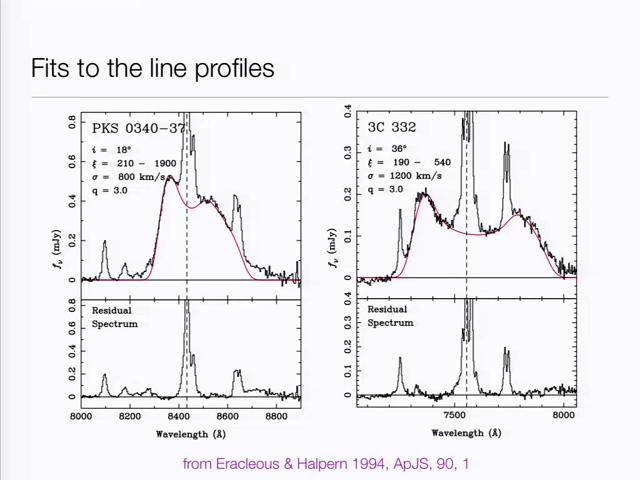 Fits to the line profiles
PKS 0340-37
i = 18°
ξ = 210 - 1900
σ = 800 km/s
q = 3.0
0.8
0.6
0.4
0.2
0
f_ν (mJy)
Residual
Spectrum
0.8
0.6
0.4
0.2
0
8000 8200 8400 8600 8800
Wavelength (Å)
3C 332
i = 36°
ξ = 190 - 540
σ = 1200 km/s
q = 3.0
0.4
0.3
0.2
0.1
0
f_ν (mJy)
Residual
Spectrum
0.4
0.3
0.2
0.1
0
7500 8000
Wavelength (Å)
from Eracleous & Halpern 1994, ApJS, 90, 1